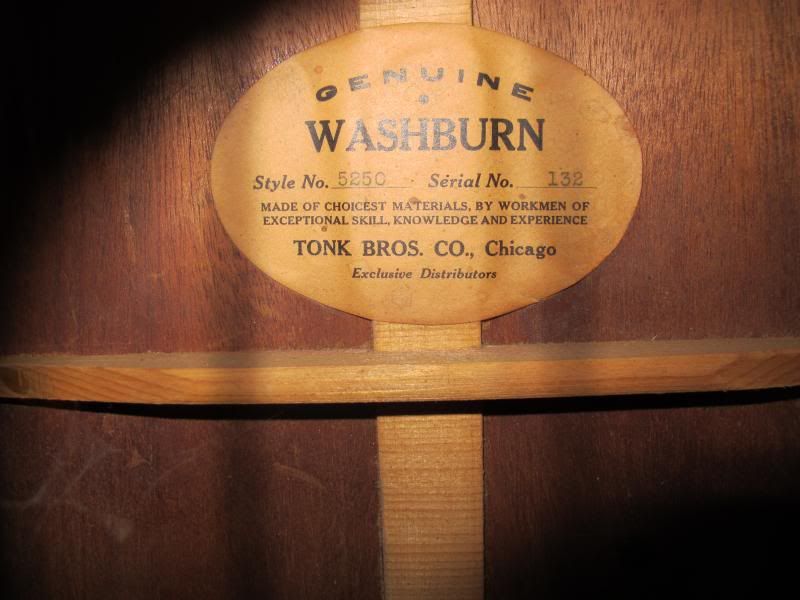 GENUINE
WASHBURN
Style No. 5250 Serial No. 132
MADE OF CHOICEST MATERIALS, BY WORKMEN OF
EXCEPTIONAL SKILL, KNOWLEDGE AND EXPERIENCE
TONK BROS. CO., Chicago
Exclusive Distributors